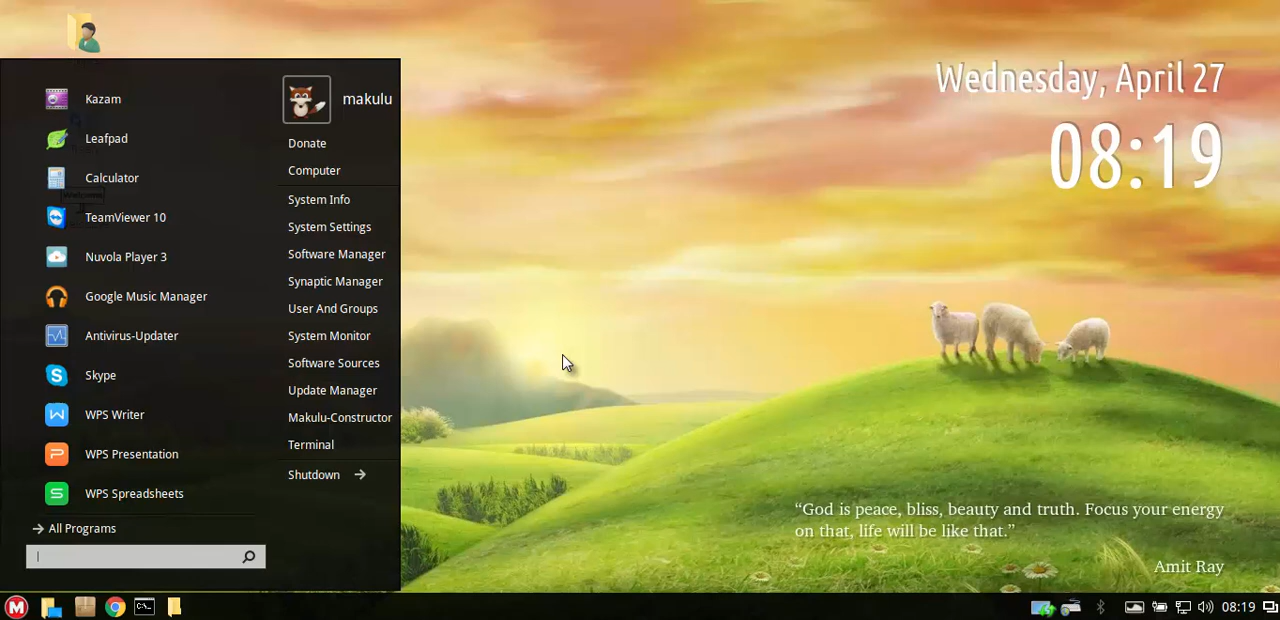 Wednesday, April 27
08:19
Kazam
Leafpad
Calculator
TeamViewer 10
Nuvola Player 3
Google Music Manager
Antivirus-Updater
Skype
WPS Writer
WPS Presentation
WPS Spreadsheets
All Programs
makulu
Donate
Computer
System Info
System Settings
Software Manager
Synaptic Manager
User And Groups
System Monitor
Software Sources
Update Manager
Makulu-Constructor
Terminal
Shutdown
“God is peace, bliss, beauty and truth. Focus your energy
on that, life will be like that.”
Amit Ray
08:19